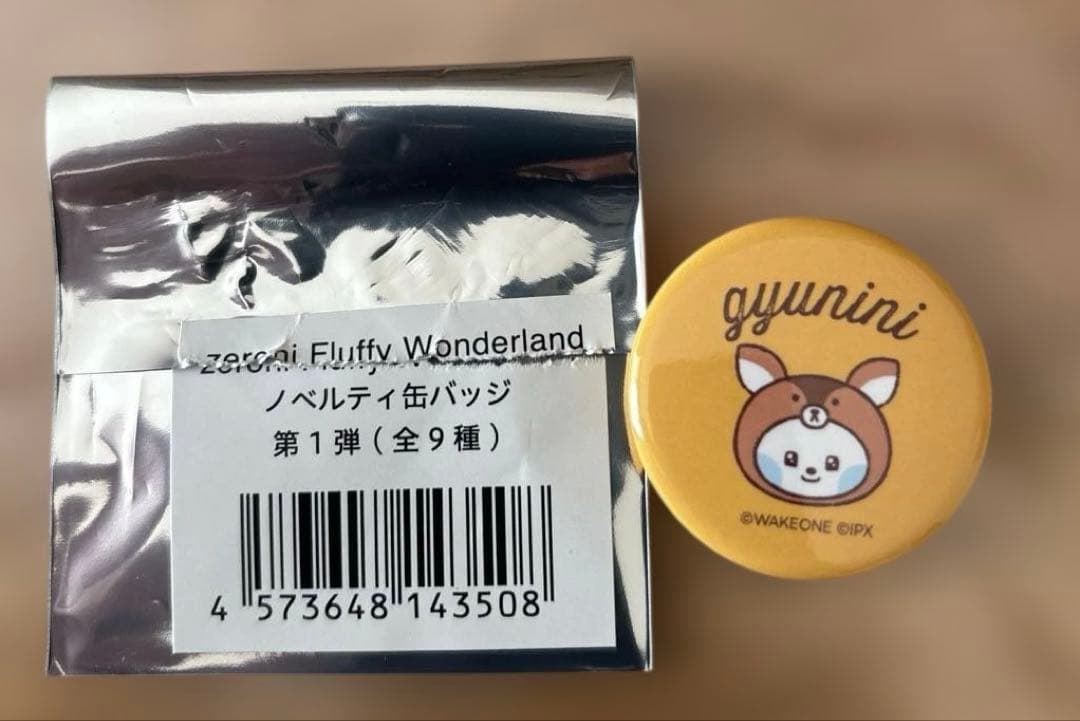 zeroni Fluffy Wonderland
ノベルティ缶バッジ
第1弾(全9種)
4 573648 143508
gyunini
©WAKEONE ©IPX